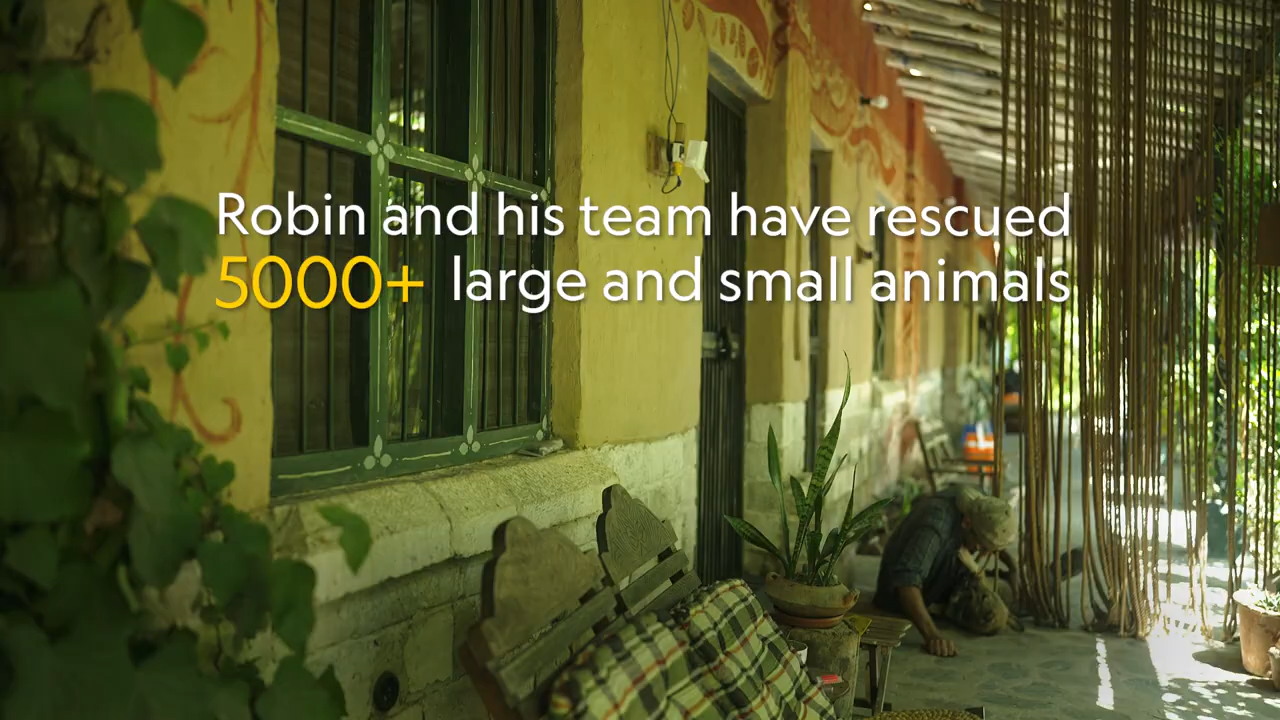 Robin and his team have rescued
5000+ large and small animals